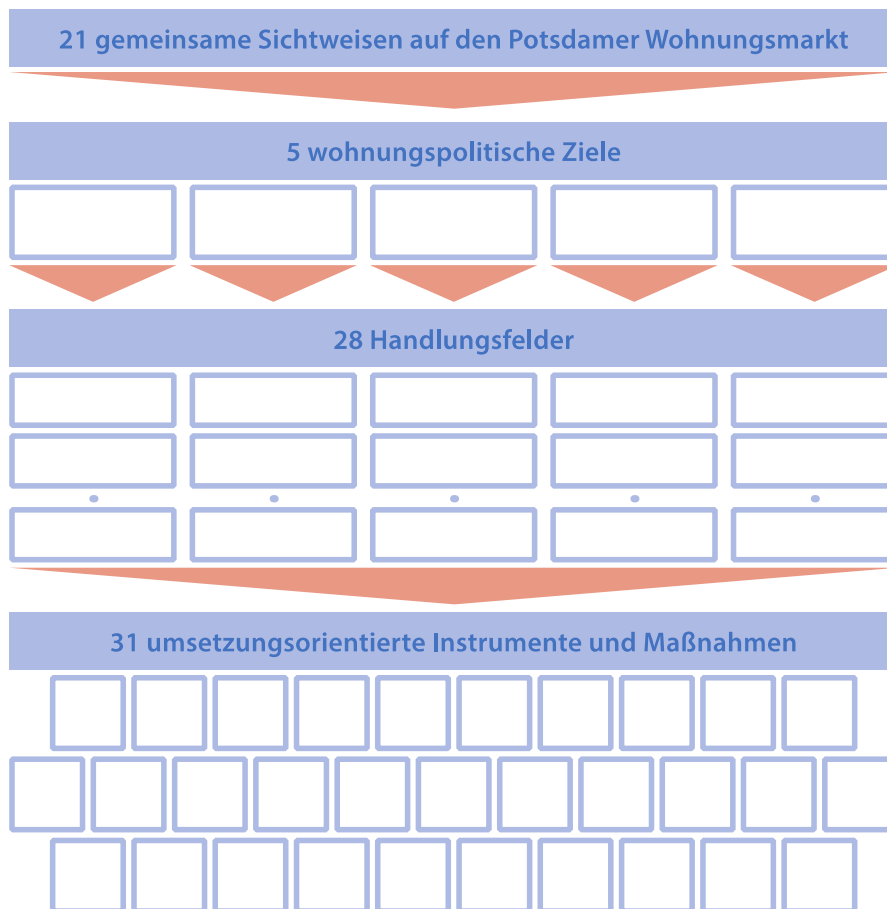 21 gemeinsame Sichtweisen auf den Potsdamer Wohnungsmarkt
5 wohnungspolitische Ziele
28 Handlungsfelder
31 umsetzungsorientierte Instrumente und Maßnahmen